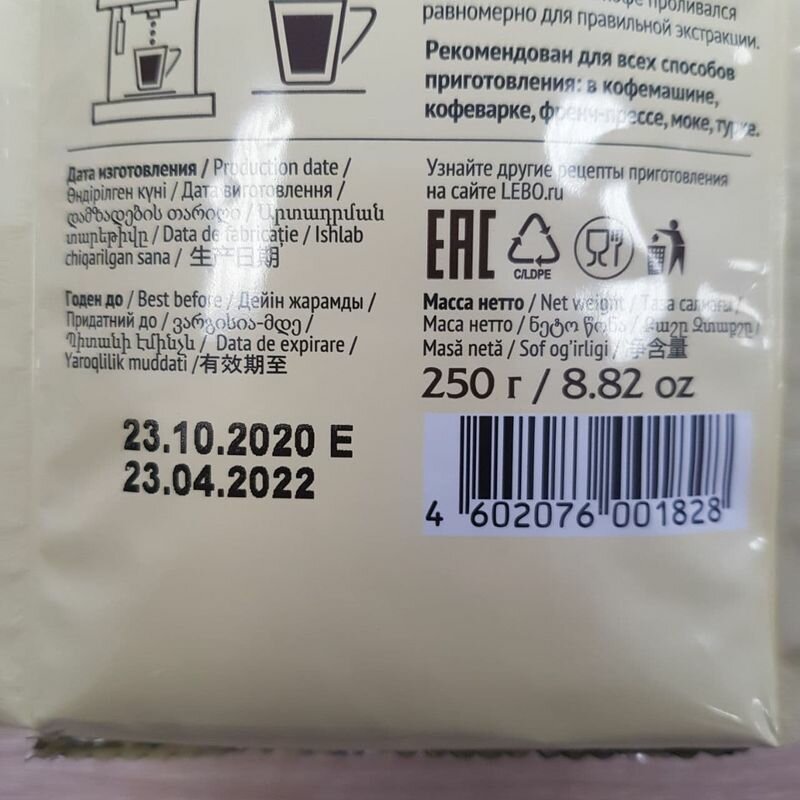 проливался
равномерно для правильной экстракции.
Рекомендован для всех способов
приготовления: в кофемашине,
кофеварке, френч-прессе, моке, турке.
Дата изготовления / Production date /
Өндірілген күні / Дата виготовлення /
დამზადების თარიღი / Արտադրման
տարեթիվը / Data de fabricație / Ishlab
chiqarilgan sana / 生产日期
Годен до / Best before / Дейін жарамды /
Придатний до / ვარგისია-მდე /
Պիտանի է մինչև / Data de expirare /
Yaroqlilik muddati / 有效期至
23.10.2020 E
23.04.2022
Узнайте другие рецепты приготовления
на сайте LEBO.ru
EAC
C/LDPE
Масса нетто / Net weight / Таза салмағы /
Маса нетто / ნეტო წონა / Քաշը Զտաքաշը /
Masă netă / Sof og'irligi / 净含量
250 г / 8.82 oz
4 602076 001828